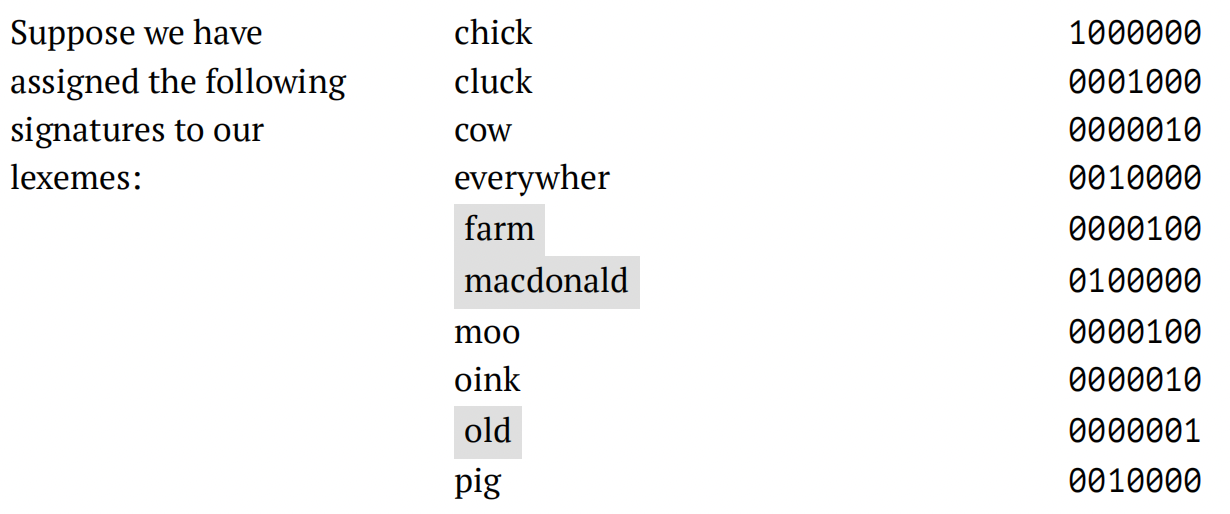 Suppose we have
assigned the following
signatures to our
lexemes:
chick 1000000
cluck 0001000
cow 0000010
everywher 0010000
farm 0000100
macdonald 0100000
moo 0000100
oink 0000010
old 0000001
pig 0010000